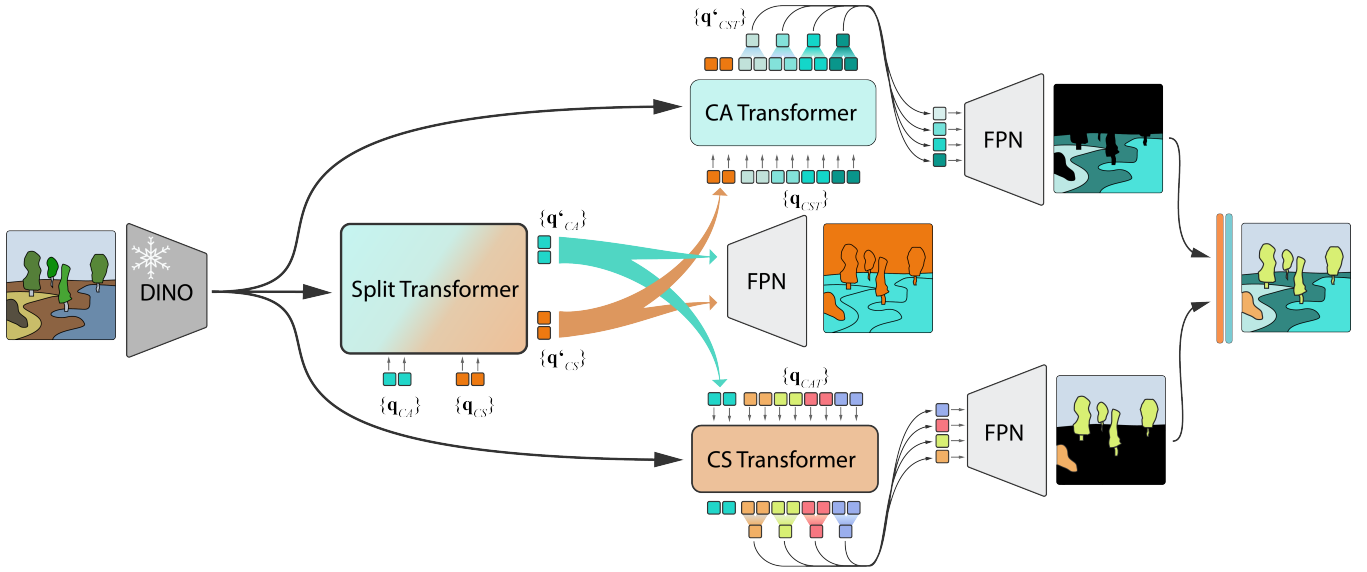 {q‘CST}
CA Transformer
FPN
{qCST}
{q‘CA}
DINO
Split Transformer
FPN
{q‘CS}
{qCA}
{qCS}
{qCAT}
CS Transformer
FPN